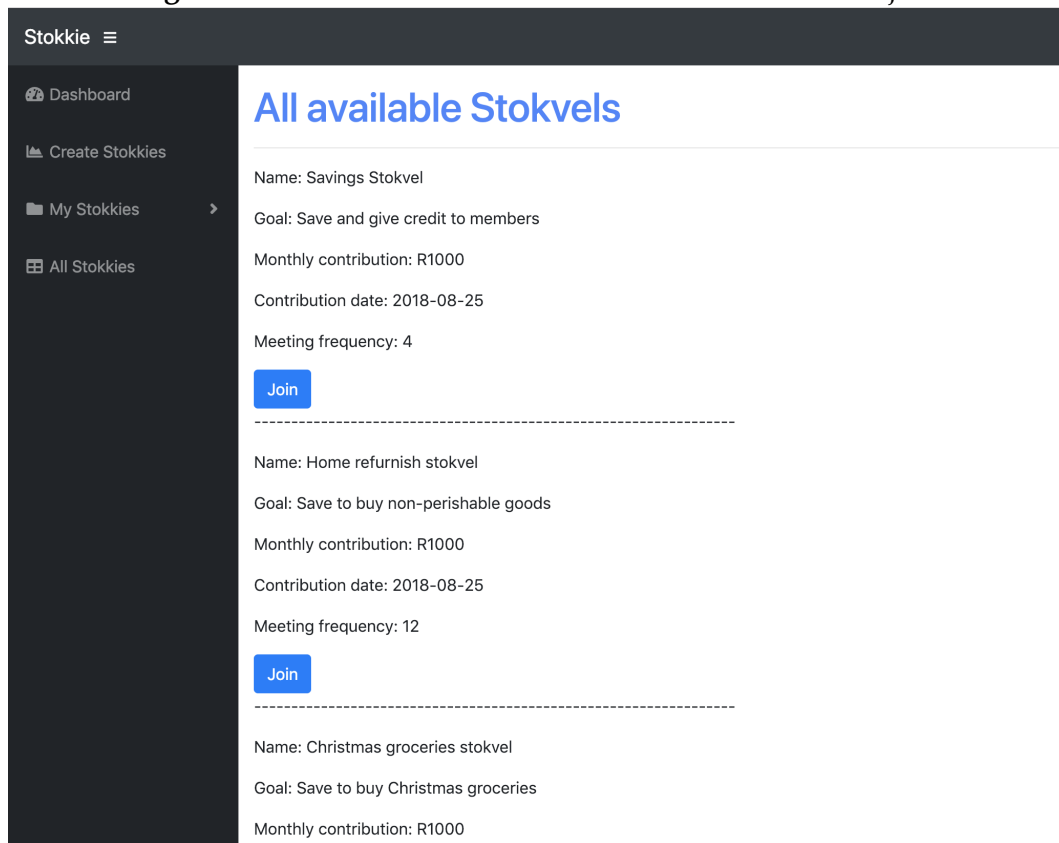 Stokkie
Dashboard
Create Stokkies
My Stokkies
All Stokkies
All available Stokvels
Name: Savings Stokvel
Goal: Save and give credit to members
Monthly contribution: R1000
Contribution date: 2018-08-25
Meeting frequency: 4
Join
-----------------------------------------------------------------
Name: Home refurnish stokvel
Goal: Save to buy non-perishable goods
Monthly contribution: R1000
Contribution date: 2018-08-25
Meeting frequency: 12
Join
-----------------------------------------------------------------
Name: Christmas groceries stokvel
Goal: Save to buy Christmas groceries
Monthly contribution: R1000